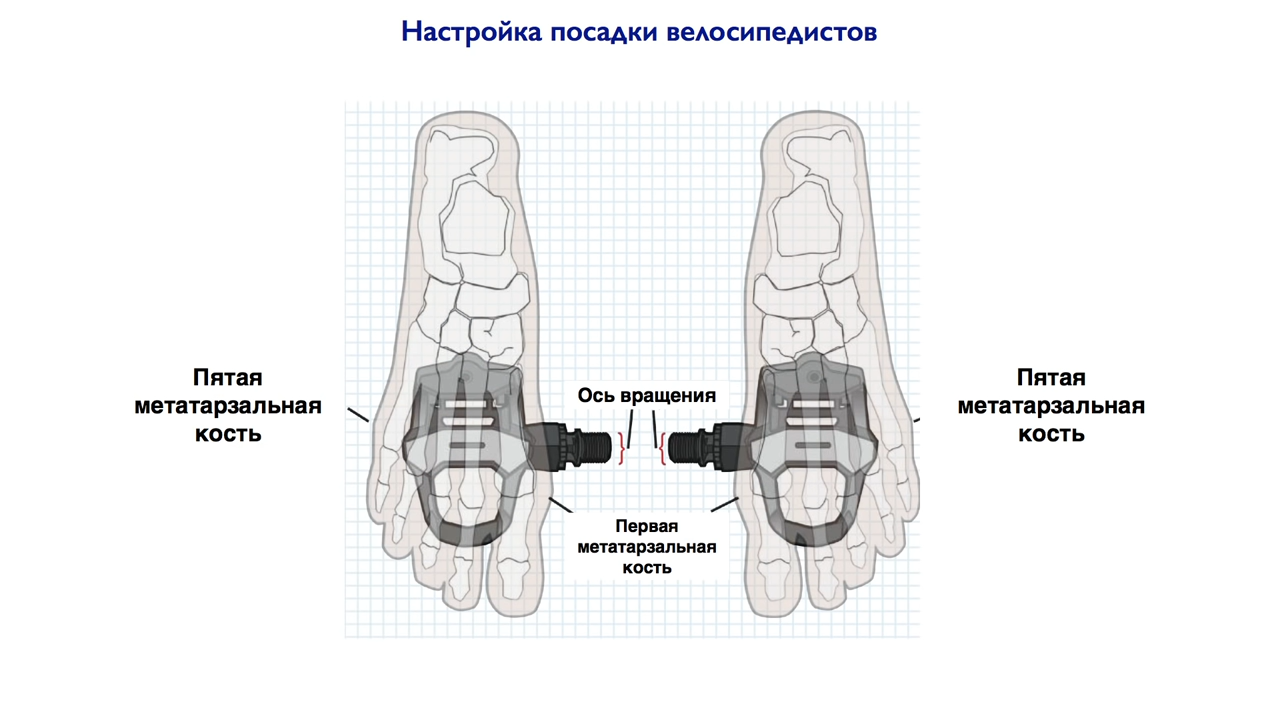 Настройка посадки велосипедистов
Пятая
метатарзальная
кость
Ось вращения
Пятая
метатарзальная
кость
Первая
метатарзальная
кость